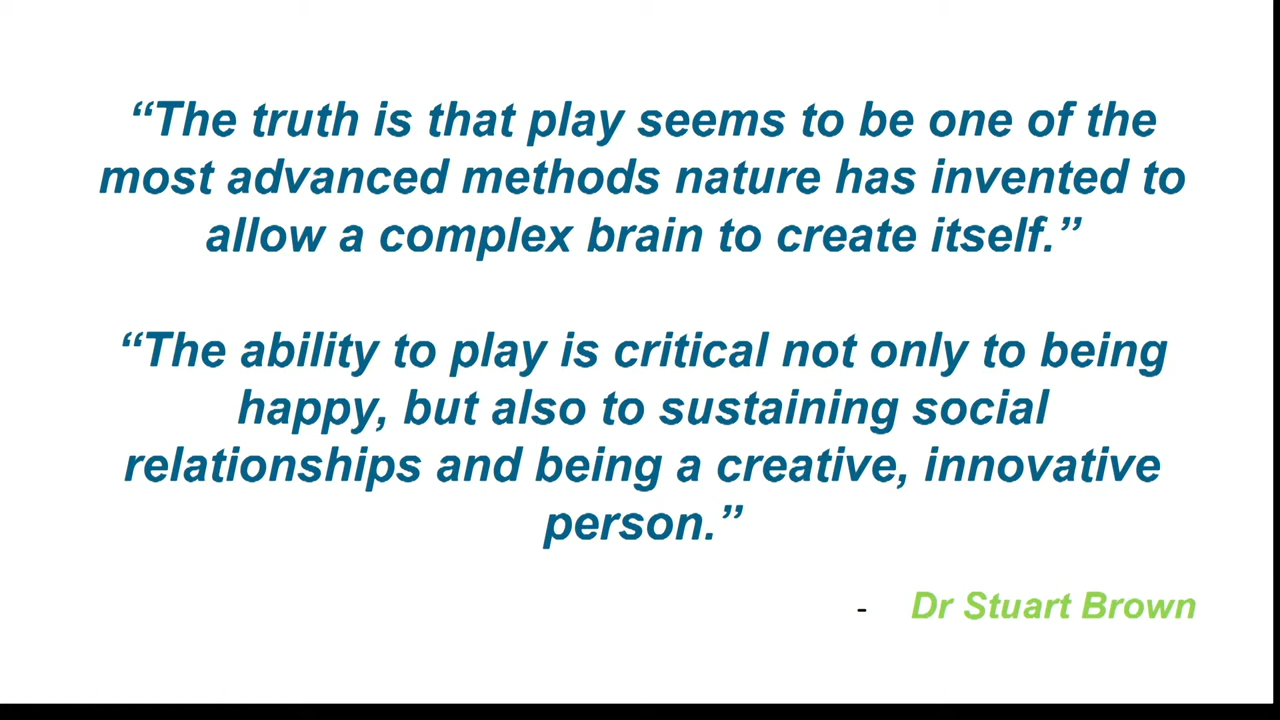 “The truth is that play seems to be one of the
most advanced methods nature has invented to
allow a complex brain to create itself.”
“The ability to play is critical not only to being
happy, but also to sustaining social
relationships and being a creative, innovative
person.”
- Dr Stuart Brown